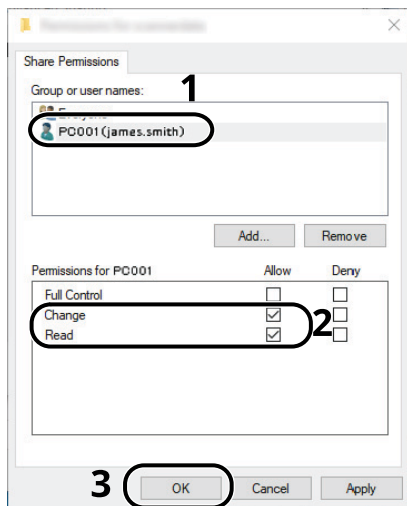 Share Permissions
1
Group or user names:
Everyone
PC001(james.smith)
Add... Remove
Permissions for PC001 Allow Deny
Full Control
Change
2
Read
3
OK Cancel Apply